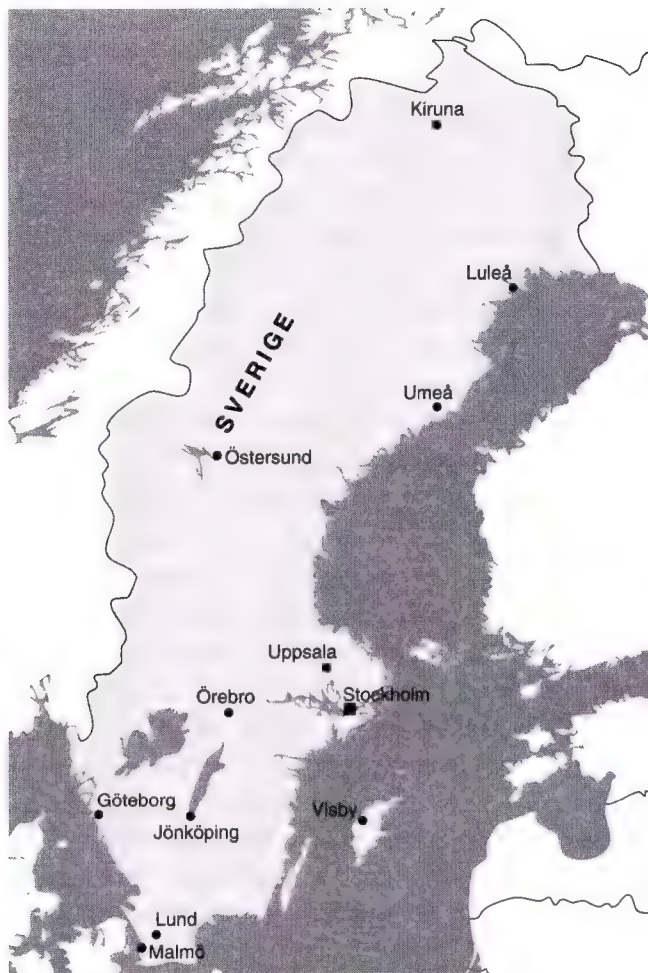 Kiruna
Luleå
SVERIGE
Umeå
Östersund
Uppsala
Örebro
Stockholm
Göteborg
Visby
Jönköping
Lund
Malmö